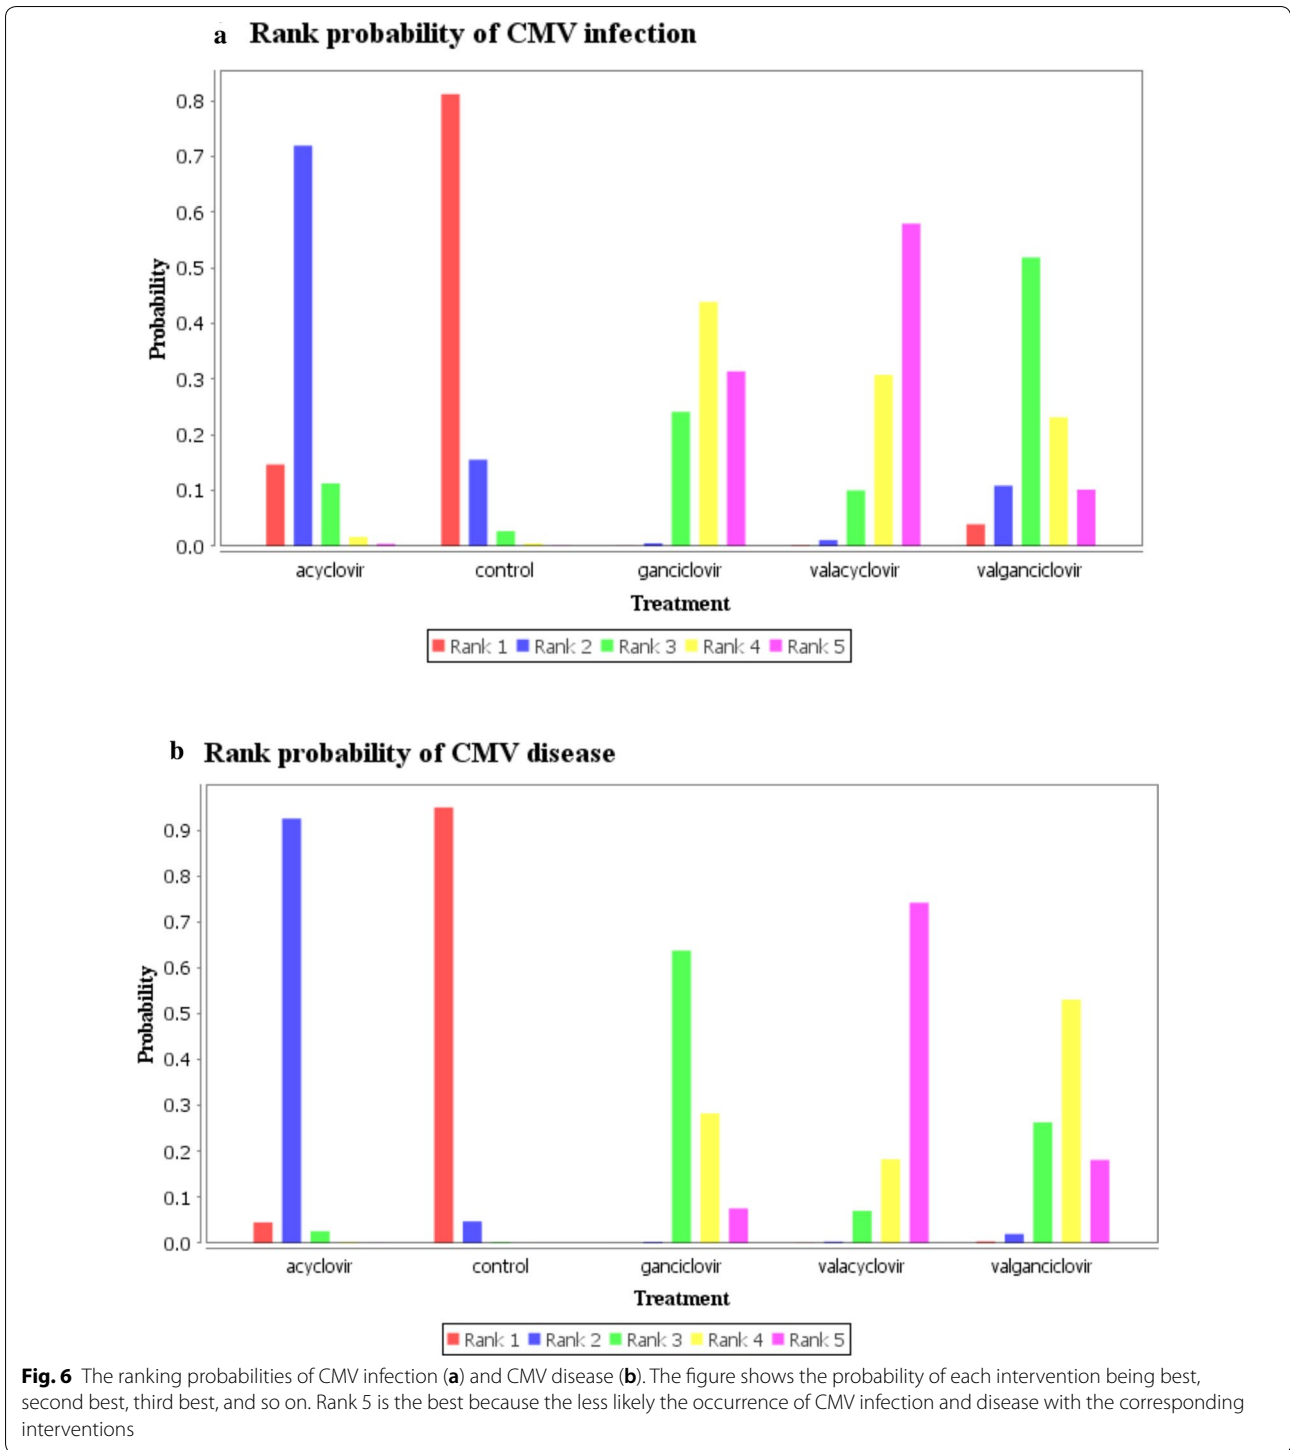 a Rank probability of CMV infection
0.8
0.7
0.6
0.5
0.4
0.3
0.2
0.1
0.0
Probability
acyclovir control ganciclovir valacyclovir valganciclovir
Treatment
Rank 1 Rank 2 Rank 3 Rank 4 Rank 5
b Rank probability of CMV disease
0.9
0.8
0.7
0.6
0.5
0.4
0.3
0.2
0.1
0.0
Probability
acyclovir control ganciclovir valacyclovir valganciclovir
Treatment
Rank 1 Rank 2 Rank 3 Rank 4 Rank 5
Fig. 6 The ranking probabilities of CMV infection (a) and CMV disease (b). The figure shows the probability of each intervention being best,
second best, third best, and so on. Rank 5 is the best because the less likely the occurrence of CMV infection and disease with the corresponding
interventions